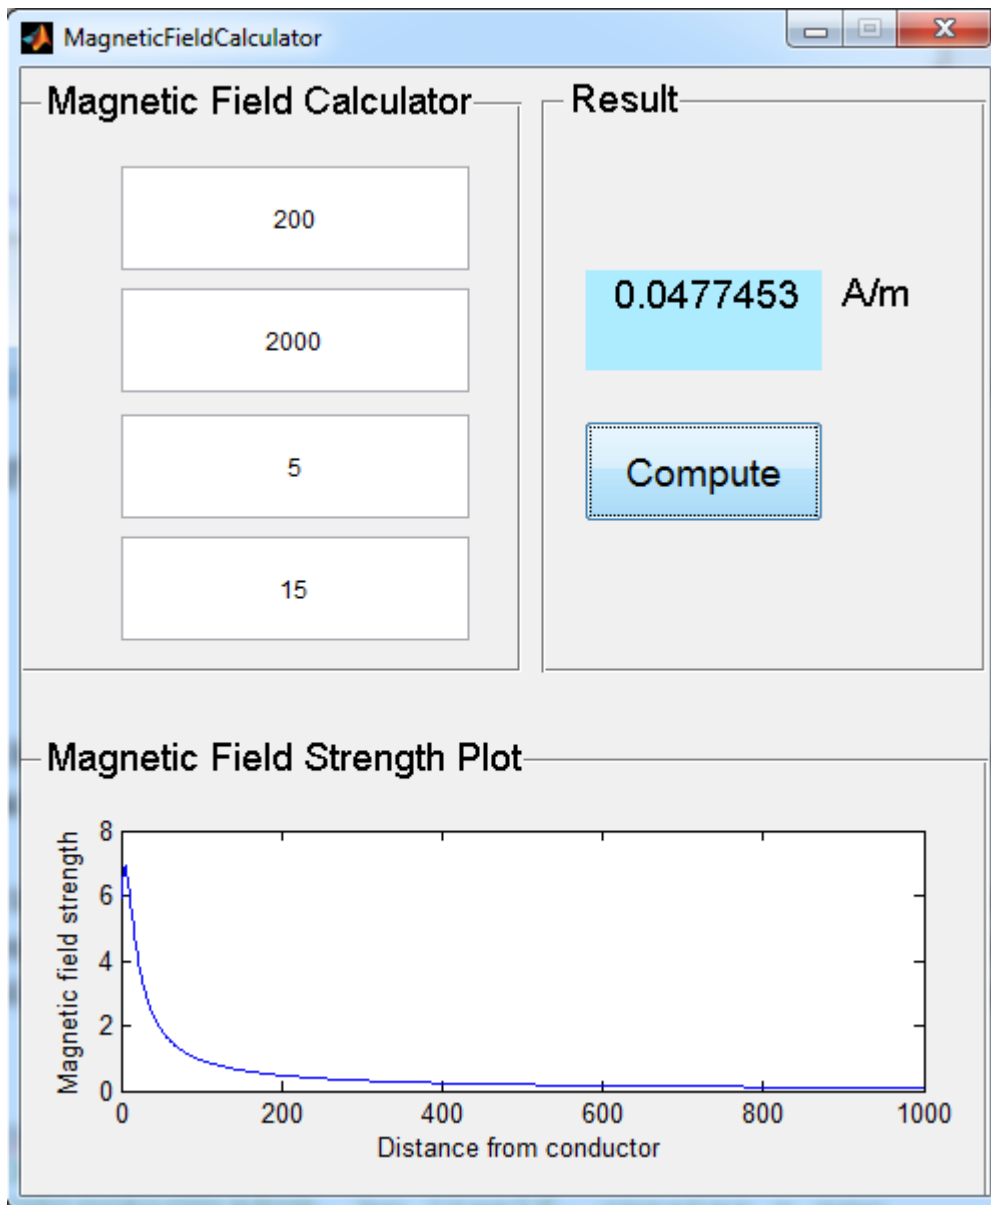 MagneticFieldCalculator
Magnetic Field Calculator
200
2000
5
15
Result
0.0477453 A/m
Compute
Magnetic Field Strength Plot
Magnetic field strength
8
6
4
2
0
0 200 400 600 800 1000
Distance from conductor